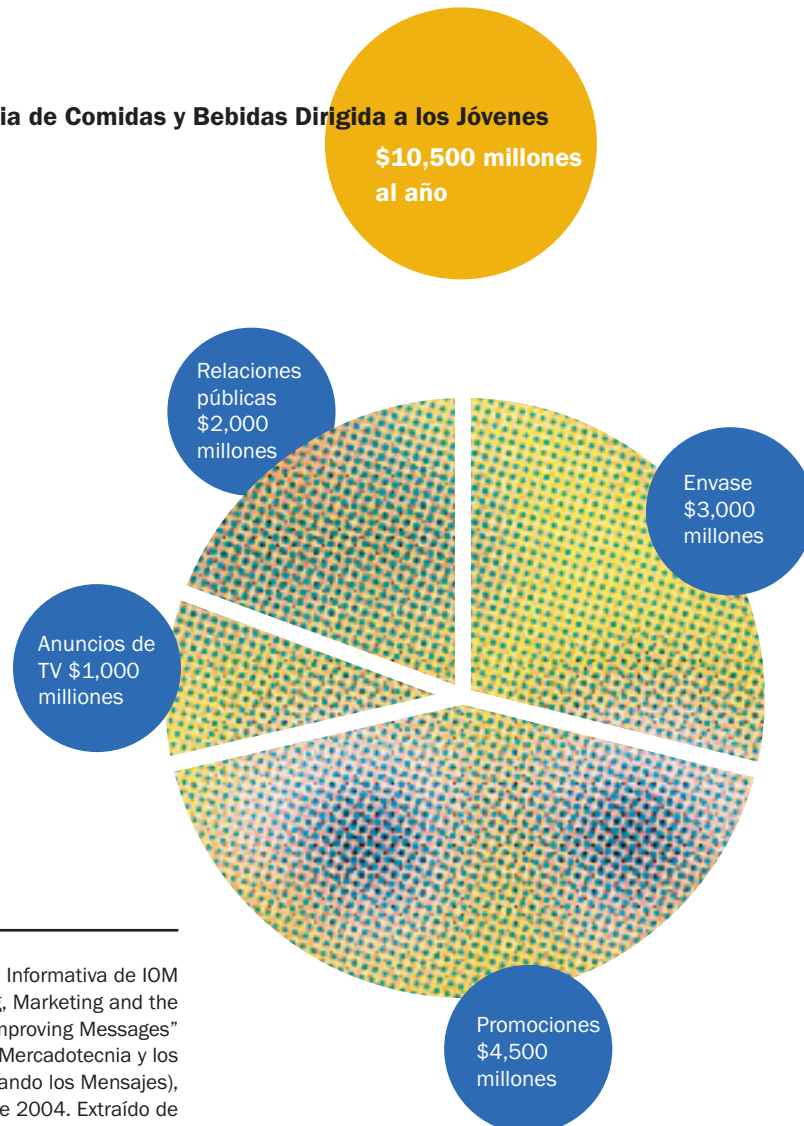 ia de Comidas y Bebidas Dirigida a los Jóvenes
$10,500 millones
al año
Relaciones
públicas
$2,000
millones
Envase
$3,000
millones
Anuncios de
TV $1,000
milliones
Promociones
$4,500
millones
Informativa de IOM
, Marketing and the
mproving Messages”
Mercadotecnia y los
ando los Mensajes),
e 2004. Extraído de